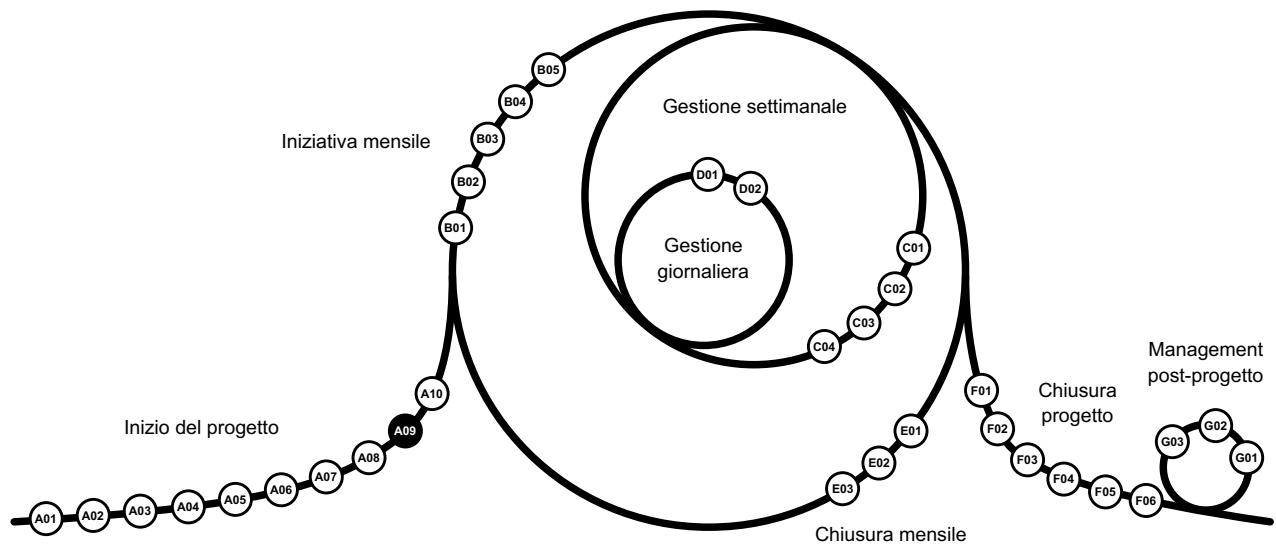 Inizio del progetto
A01
A02
A03
A04
A05
A06
A07
A08
A09
A10
Iniziativa mensile
B01
B02
B03
B04
B05
Gestione settimanale
C01
C02
C03
C04
Gestione
giornaliera
D01
D02
Chiusura mensile
E01
E02
E03
Chiusura
progetto
F01
F02
F03
F04
F05
F06
Management
post-progetto
G01
G02
G03